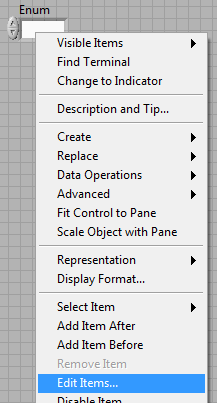 Enum
Visible Items
Find Terminal
Change to Indicator
Description and Tip...
Create
Replace
Data Operations
Advanced
Fit Control to Pane
Scale Object with Pane
Representation
Display Format...
Select Item
Add Item After
Add Item Before
Remove Item
Edit Items...
Disable Item